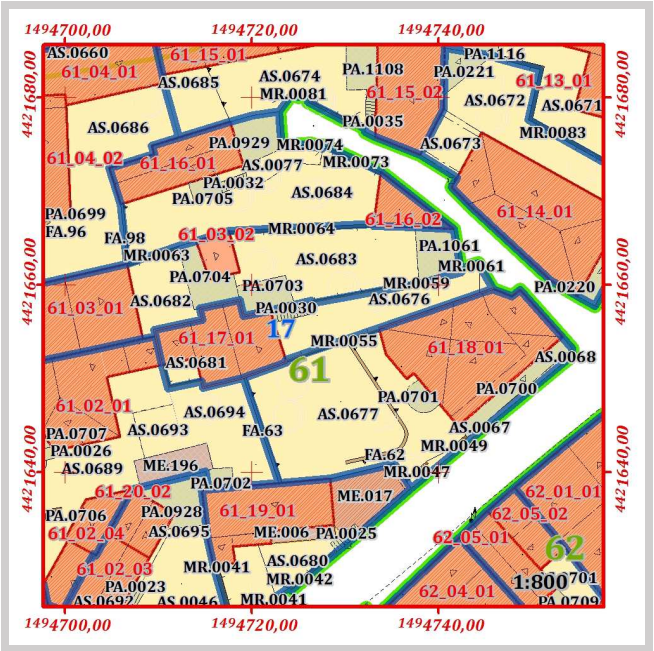 1494700,00 1494720,00 1494740,00
AS.0660 61_15_01 PA.1116
61_04_01 AS.0685 AS.0674 PA.1108 PA.0221 61_13_01
MR.0081 61_15_02 AS.0672 AS.0671
4421680,00 4421680,00
AS.0686 PA.0035 MR.0083
PA.0929 MR.0074 AS.0673
61_04_02 61_16_01 AS.0077 MR.0073
PA.0032 AS.0684
PA.0705
PA.0699 61_16_02 61_14_01
FA.96 FA.98 61_03_02 MR.0064
MR.0063 AS.0683 PA.1061
MR.0061
4421660,00 4421660,00
PA.0704 PA.0703 MR.0059 PA.0220
61_03_01 AS.0682 PA.0030 AS.0676
61_17_01 17 MR.0055 61_18_01
AS.0681 61 AS.0068
PA.0701 PA.0700
61_02_01 AS.0694 AS.0677
PA.0707 AS.0693 FA.63 AS.0067
PA.0026 FA.62 MR.0049
AS.0689 ME.196 MR.0047
4421640,00 4421640,00
PA.0702
61_20_02 ME.017 62_01_01
PA.0706 PA.0928 61_19_01 62_05_02
61_02_04 AS.0695 ME.006 PA.0025 62_05_01
62
61_02_03 MR.0041 AS.0680
PA.0023 MR.0042 62_04_01 1:800 701
AS.0692 AS.0046 MR.0041 PA.0709
1494700,00 1494720,00 1494740,00